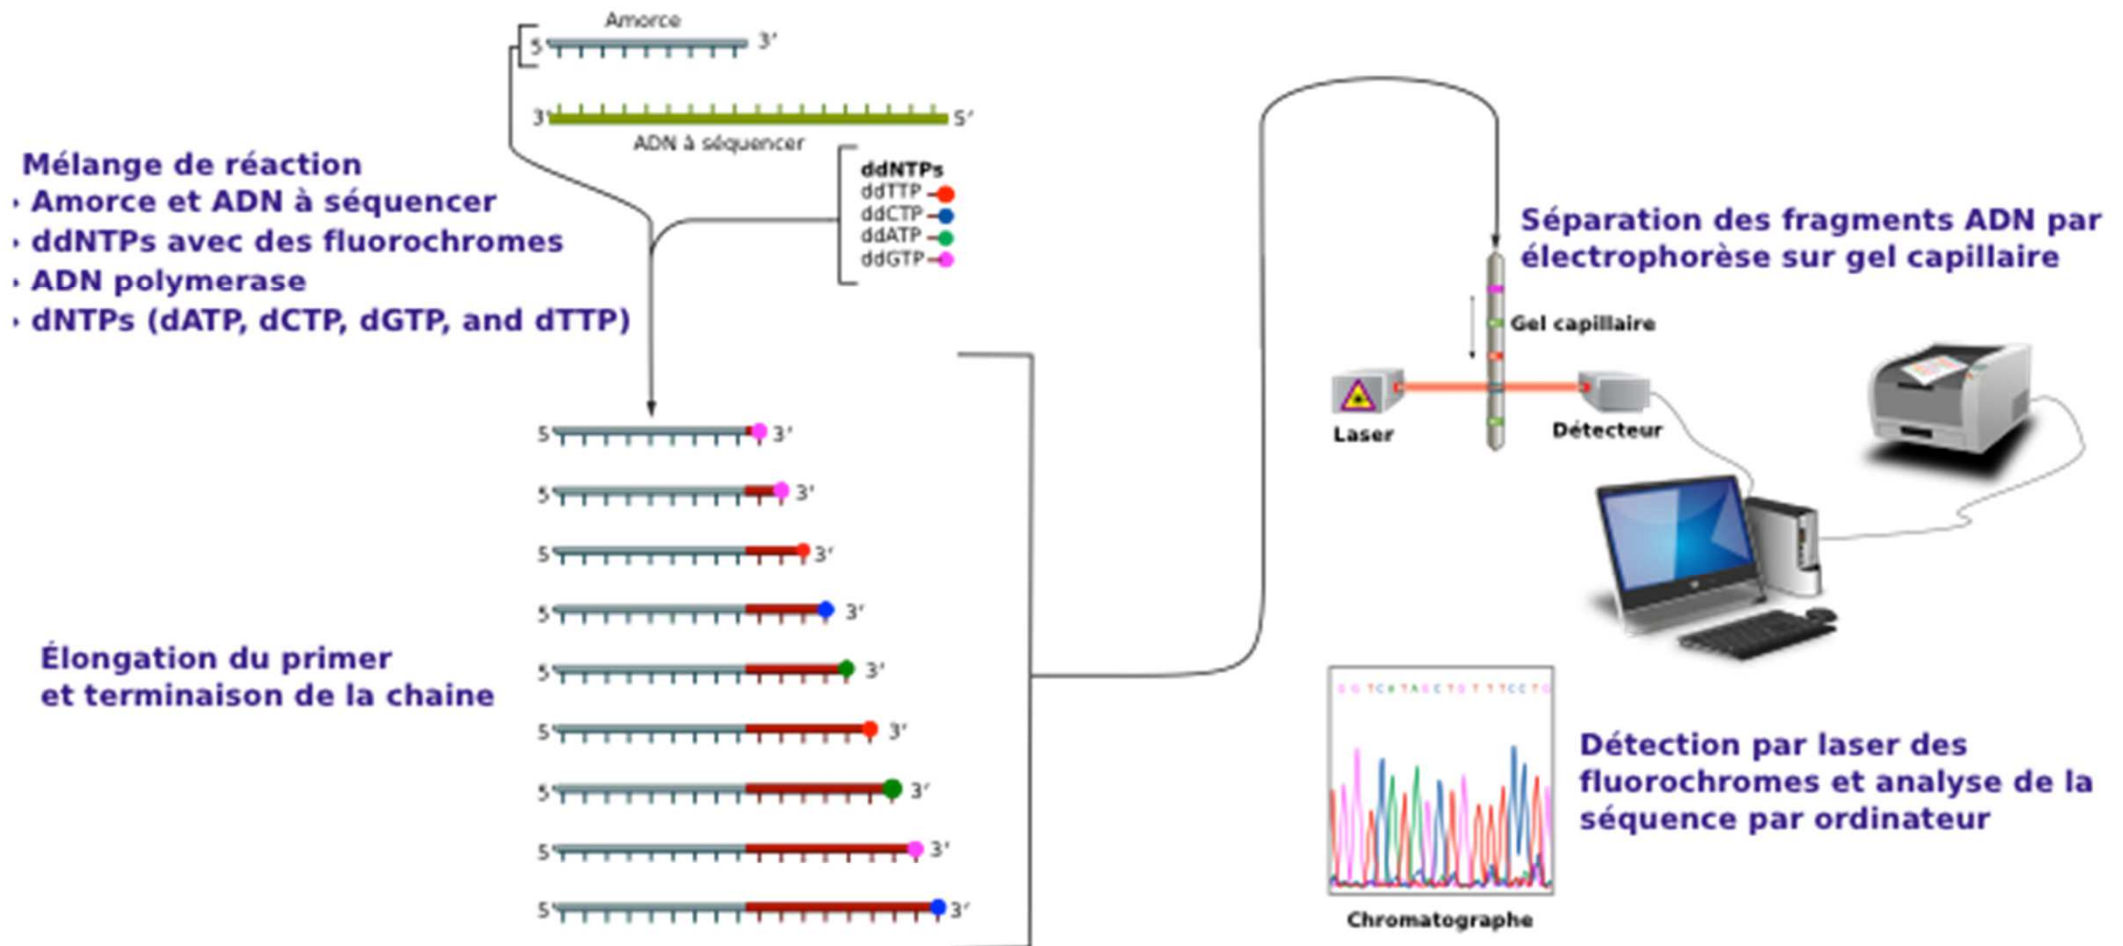 Amorce
5' 3'
3' 5'
ADN à séquencer
Mélange de réaction
Amorce et ADN à séquencer
ddNTPs avec des fluorochromes
ADN polymerase
dNTPs (dATP, dCTP, dGTP, and dTTP)
ddNTPs
ddTTP
ddCTP
ddATP
ddGTP
5' 3'
5' 3'
5' 3'
5' 3'
5' 3'
5' 3'
5' 3'
5' 3'
5' 3'
Élongation du primer
et terminaison de la chaine
Séparation des fragments ADN par
électrophorèse sur gel capillaire
Gel capillaire
Laser
Détecteur
Détection par laser des
fluorochromes et analyse de la
séquence par ordinateur
Chromatographe